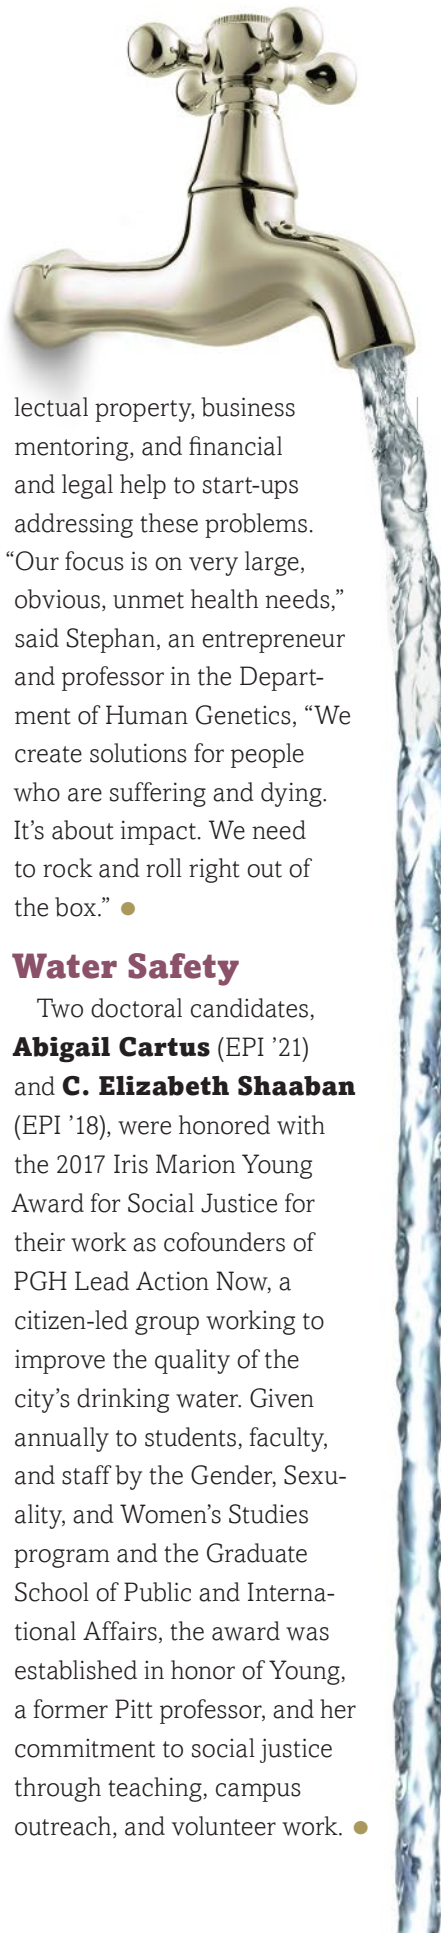 lectual property, business
mentoring, and financial
and legal help to start-ups
addressing these problems.
“Our focus is on very large,
obvious, unmet health needs,”
said Stephan, an entrepreneur
and professor in the Depart-
ment of Human Genetics, “We
create solutions for people
who are suffering and dying.
It’s about impact. We need
to rock and roll right out of
the box.” ●
Water Safety
Two doctoral candidates,
Abigail Cartus (EPI ’21)
and C. Elizabeth Shaaban
(EPI ’18), were honored with
the 2017 Iris Marion Young
Award for Social Justice for
their work as cofounders of
PGH Lead Action Now, a
citizen-led group working to
improve the quality of the
city’s drinking water. Given
annually to students, faculty,
and staff by the Gender, Sexu-
ality, and Women’s Studies
program and the Graduate
School of Public and Interna-
tional Affairs, the award was
established in honor of Young,
a former Pitt professor, and her
commitment to social justice
through teaching, campus
outreach, and volunteer work. ●